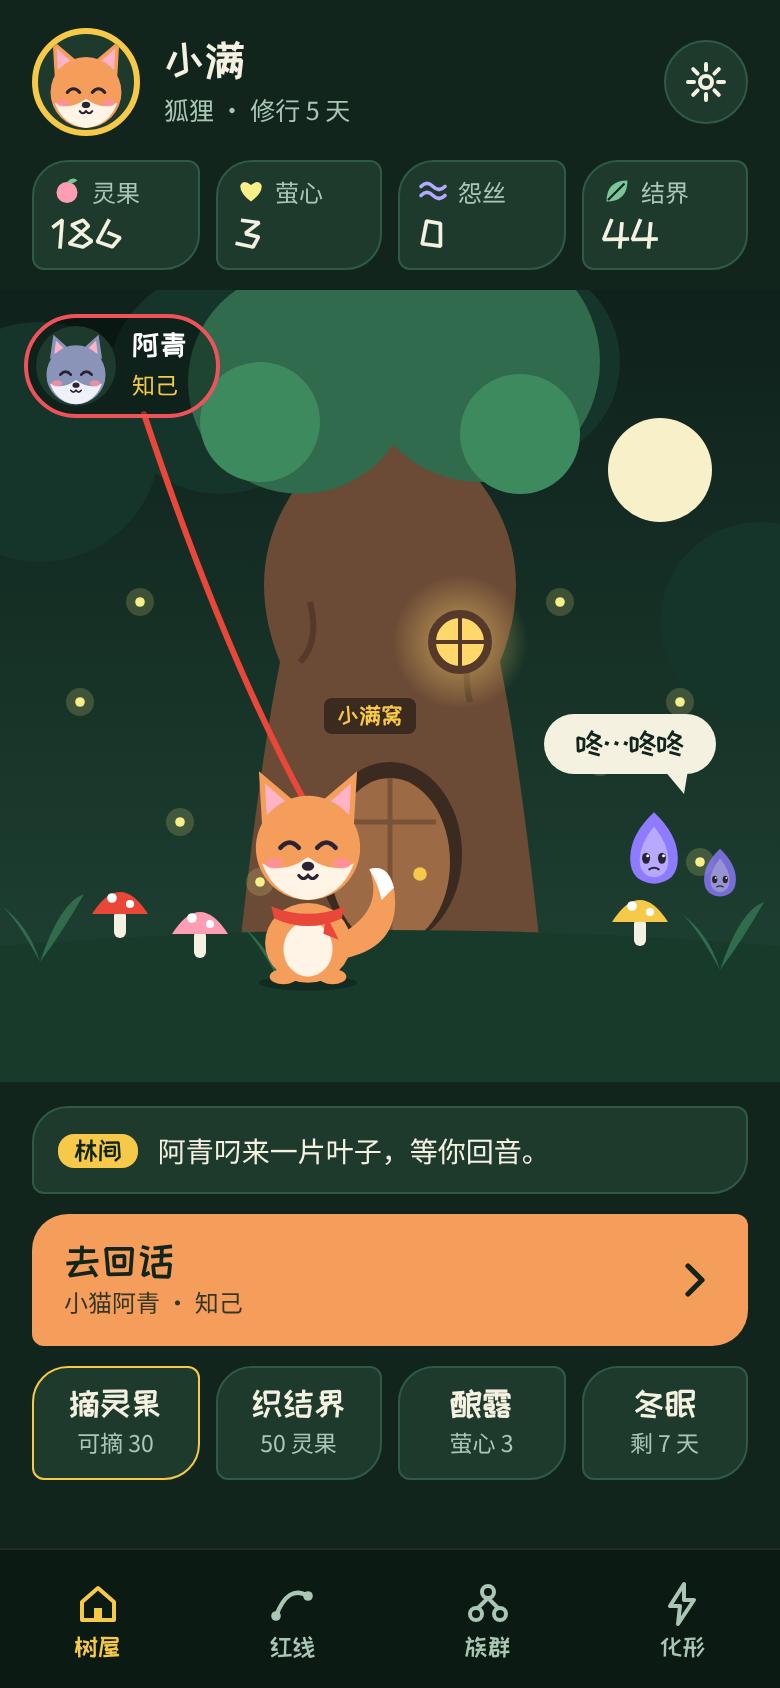 小满
狐狸 · 修行 5 天
灵果
186
萤心
3
怨丝
0
结界
44
阿青
知己
小满窝
咚…咚咚
林间 阿青叼来一片叶子，等你回音。
去回话
小猫阿青 · 知己
摘灵果
可摘 30
织结界
50 灵果
酿露
萤心 3
冬眠
剩 7 天
树屋
红线
族群
化形